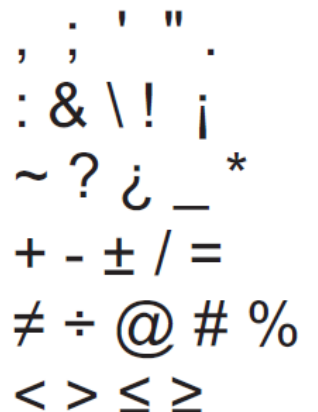 , ; ' " .
: & \ ! ¡
~ ? ¿ _ *
+ - ± / =
≠ ÷ @ # %
< > ≤ ≥